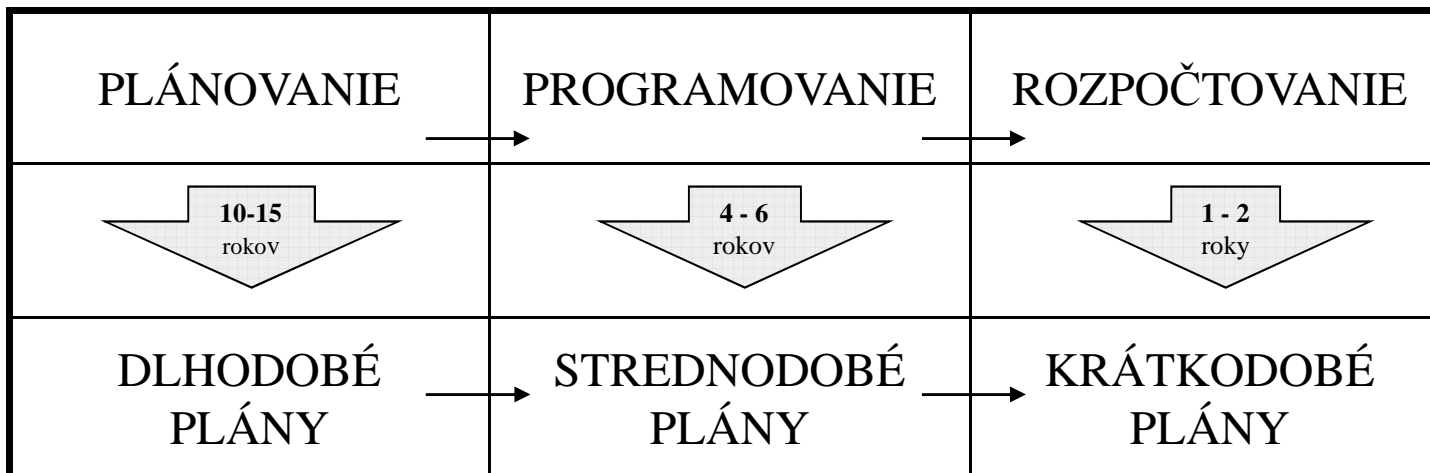 PLÁNOVANIE
PROGRAMOVANIE
ROZPOČTOVANIE
10-15
rokov
4 - 6
rokov
1 - 2
roky
DLHODOBÉ
PLÁNY
STREDNODOBÉ
PLÁNY
KRÁTKODOBÉ
PLÁNY